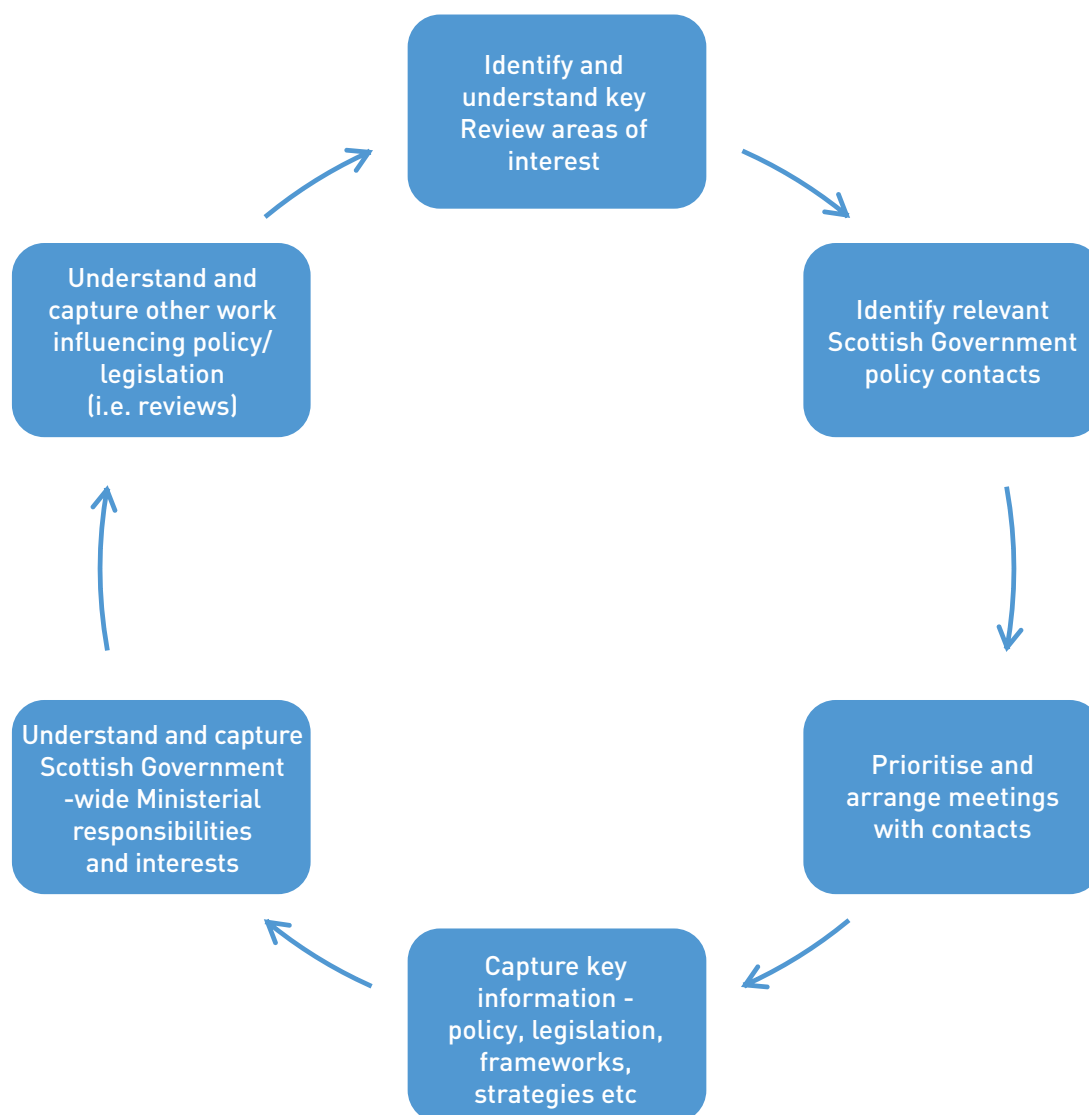 Identify and
understand key
Review areas of
interest
Identify relevant
Scottish Government
policy contacts
Prioritise and
arrange meetings
with contacts
Capture key
information -
policy, legislation,
frameworks,
strategies etc
Understand and capture
Scottish Government
-wide Ministerial
responsibilities
and interests
Understand and
capture other work
influencing policy/
legislation
(i.e. reviews)